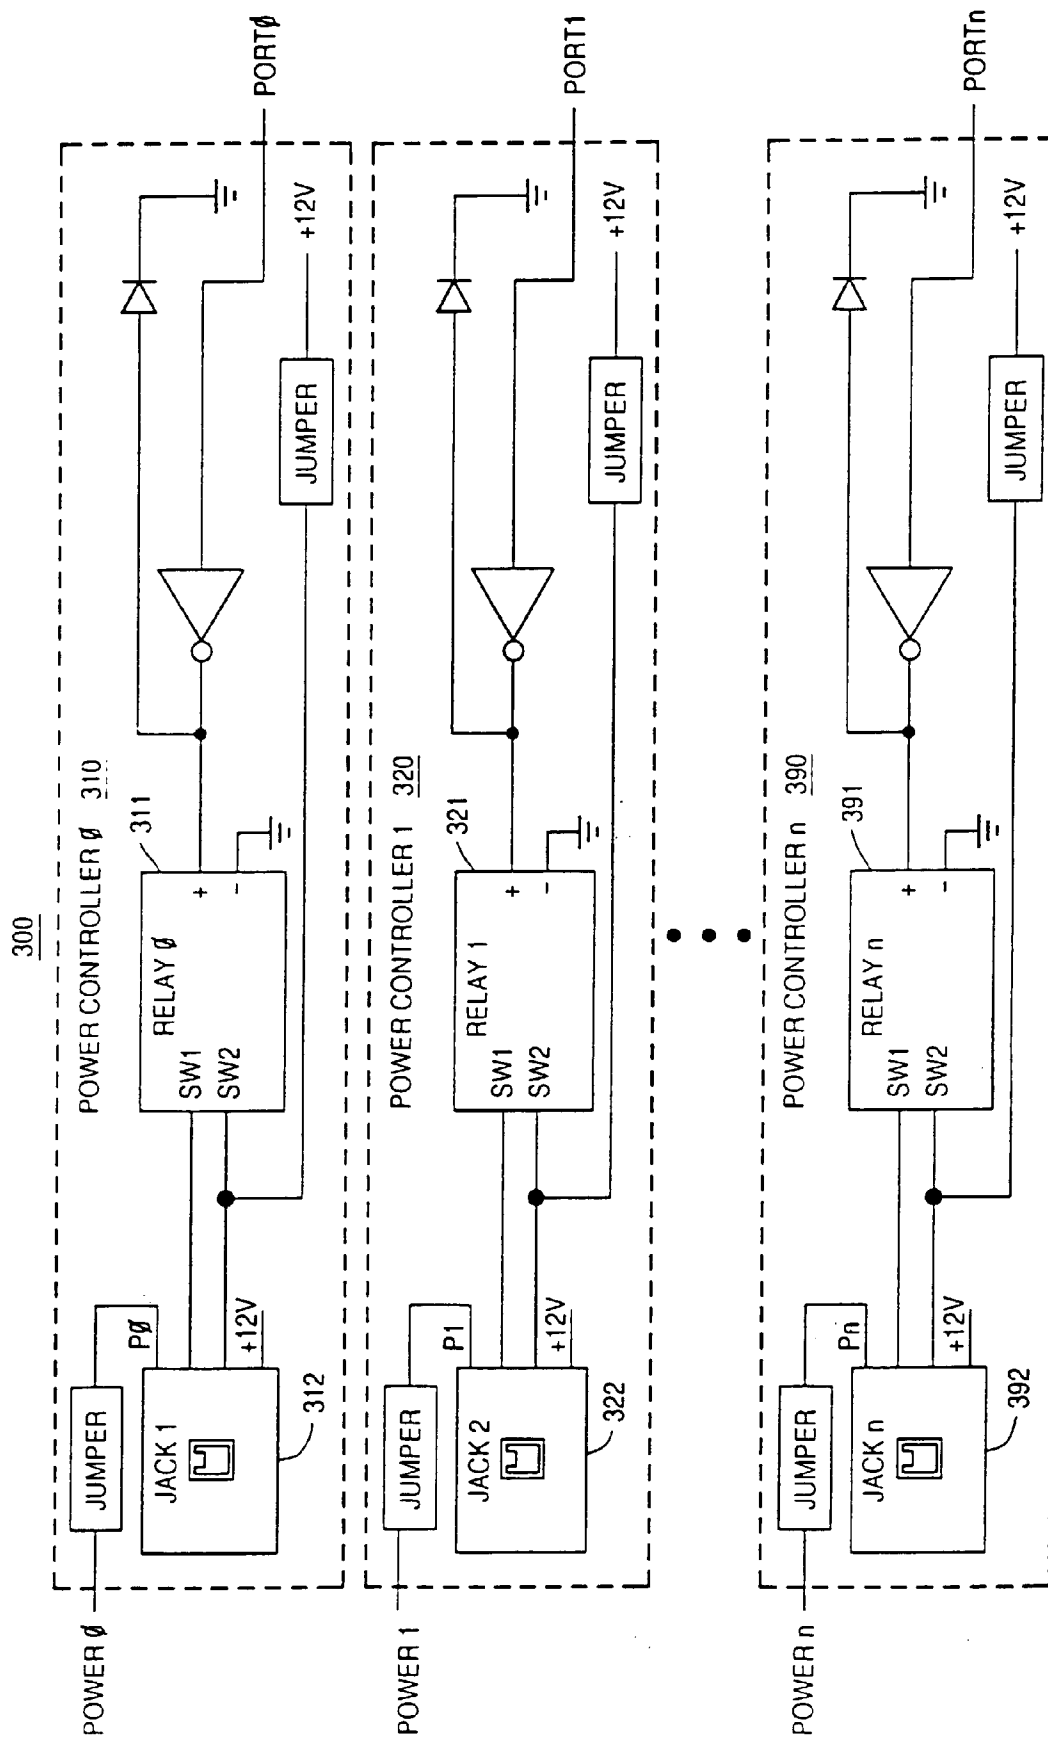 300
POWER CONTROLLER Ø 310
POWER Ø
JUMPER
PØ
JACK 1
+12V
312
SW1
SW2
RELAY Ø
311
+
-
JUMPER
+12V
PORTØ
POWER CONTROLLER 1 320
POWER 1
JUMPER
P1
JACK 2
+12V
322
SW1
SW2
RELAY 1
321
+
-
JUMPER
+12V
PORT1
POWER CONTROLLER n 390
POWER n
JUMPER
Pn
JACK n
+12V
392
SW1
SW2
RELAY n
391
+
-
JUMPER
+12V
PORTn